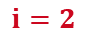 i = 2